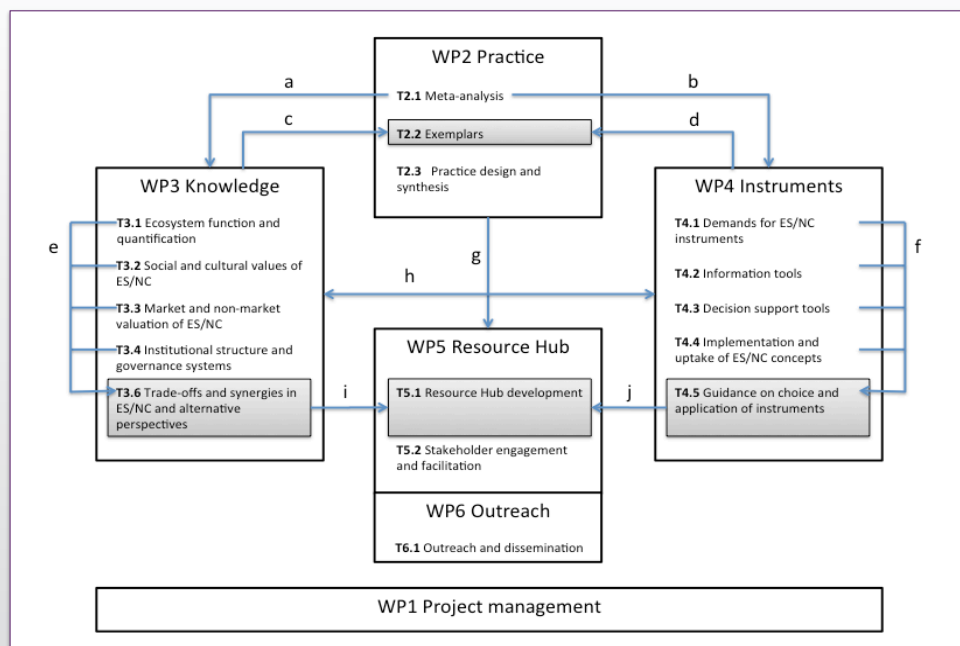 WP2 Practice
a
b
T2.1 Meta-analysis
c
d
T2.2 Exemplars
T2.3 Practice design and
synthesis
WP3 Knowledge
T3.1 Ecosystem function and
quantification
e
T3.2 Social and cultural values of
ES/NC
T3.3 Market and non-market
valuation of ES/NC
T3.4 Institutional structure and
governance systems
T3.6 Trade-offs and synergies in
ES/NC and alternative
perspectives
WP4 Instruments
T4.1 Demands for ES/NC
instruments
f
T4.2 Information tools
T4.3 Decision support tools
T4.4 Implementation and
uptake of ES/NC concepts
T4.5 Guidance on choice and
application of instruments
g
h
i
j
WP5 Resource Hub
T5.1 Resource Hub development
T5.2 Stakeholder engagement
and facilitation
WP6 Outreach
T6.1 Outreach and dissemination
WP1 Project management